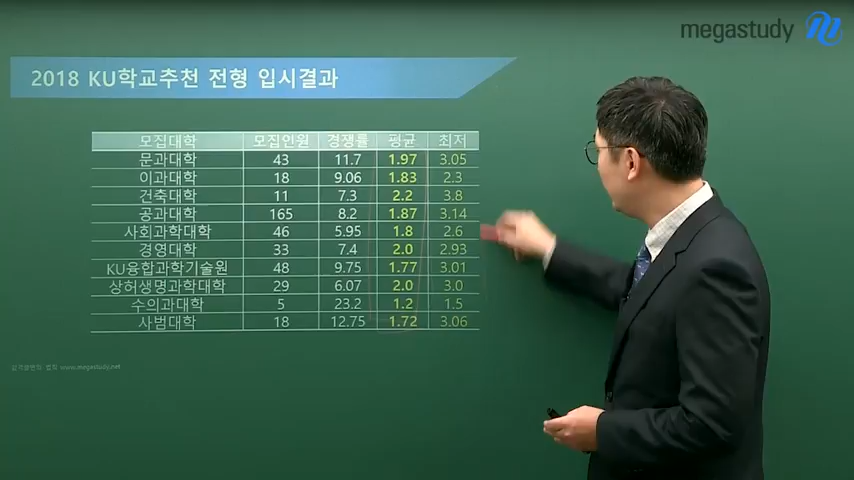 megastudy
2018 KU학교추천 전형 입시결과
모집대학 모집인원 경쟁률 평균 최저
문과대학 43 11.7 1.97 3.05
이과대학 18 9.06 1.83 2.3
건축대학 11 7.3 2.2 3.8
공과대학 165 8.2 1.87 3.14
사회과학대학 46 5.95 1.8 2.6
경영대학 33 7.4 2.0 2.93
KU융합과학기술원 48 9.75 1.77 3.01
상허생명과학대학 29 6.07 2.0 3.0
수의과대학 5 23.2 1.2 1.5
사범대학 18 12.75 1.72 3.06
www.megastudy.net